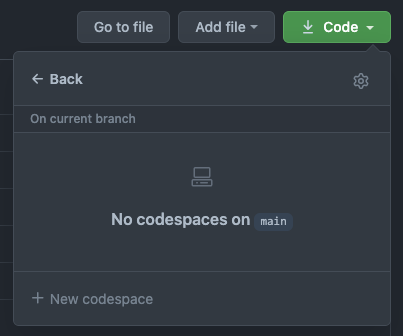 Go to file Add file Code
Back
On current branch
No codespaces on main
New codespace